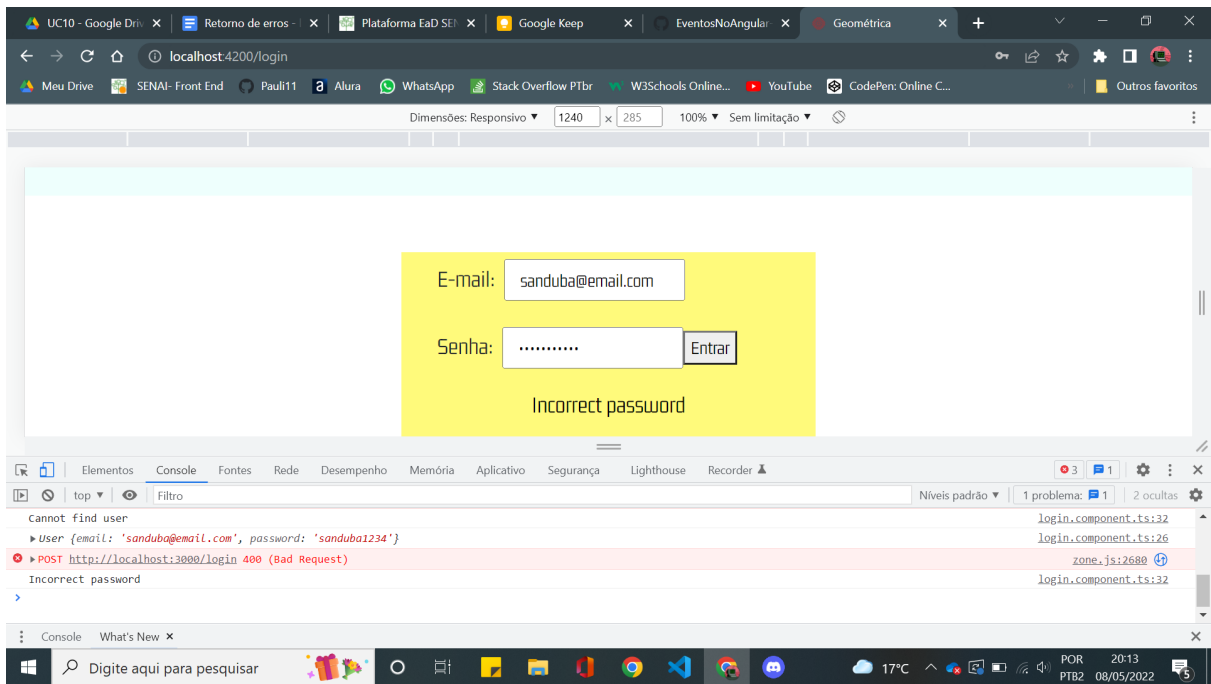 UC10 - Google Driv
Retorno de erros -
Plataforma EaD SEN
Google Keep
EventosNoAngular-
Geométrica
localhost:4200/login
Meu Drive
SENAI- Front End
Pauli11
Alura
WhatsApp
Stack Overflow PTbr
W3Schools Online...
YouTube
CodePen: Online C...
Outros favoritos
Dimensões: Responsivo ▼ 1240 × 285 100% ▼ Sem limitação ▼
E-mail: sanduba@email.com
Senha: ••••••••••• Entrar
Incorrect password
Elementos Console Fontes Rede Desempenho Memória Aplicativo Segurança Lighthouse Recorder 3 1
top ▼ Filtro Níveis padrão ▼ 1 problema: 1 2 ocultas
Cannot find user login.component.ts:32
▶User {email: 'sanduba@email.com', password: 'sanduba1234'} login.component.ts:26
▶POST http://localhost:3000/login 400 (Bad Request) zone.js:2680
Incorrect password login.component.ts:32
Console What's New
Digite aqui para pesquisar
17°C
POR
PTB2
20:13
08/05/2022
5